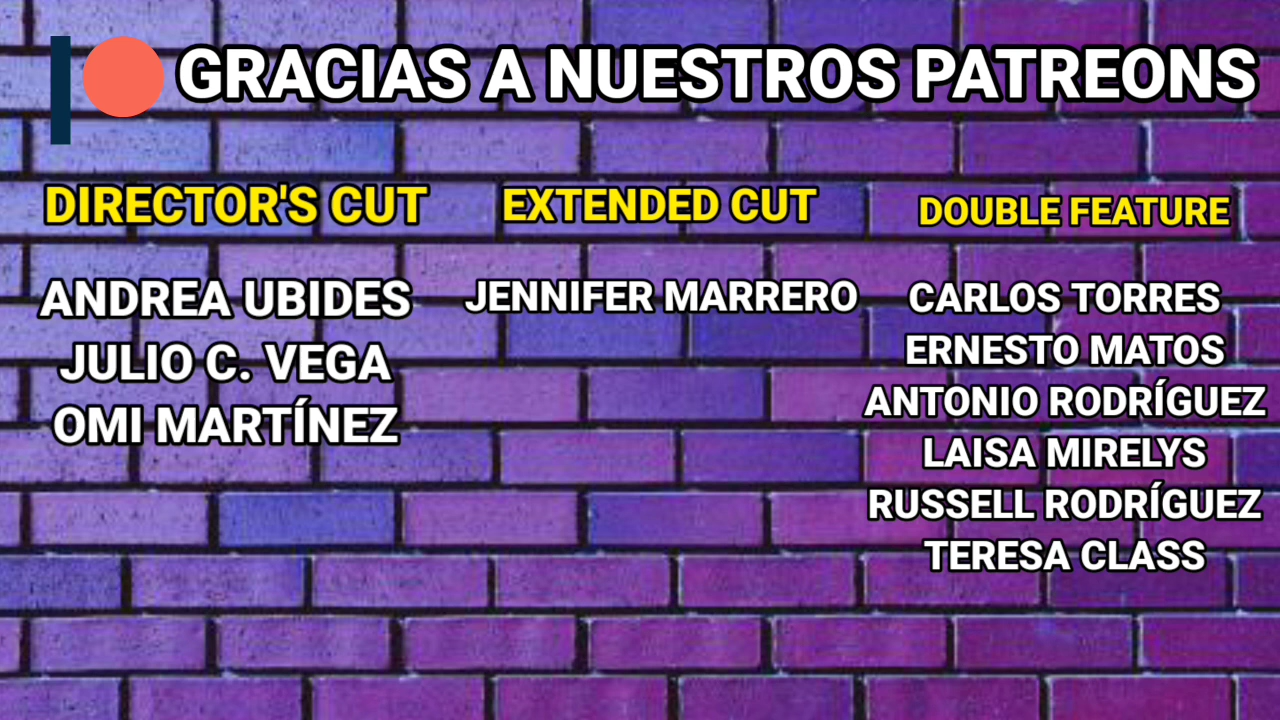 GRACIAS A NUESTROS PATREONS
DIRECTOR'S CUT
ANDREA UBIDES
JULIO C. VEGA
OMI MARTÍNEZ
EXTENDED CUT
JENNIFER MARRERO
DOUBLE FEATURE
CARLOS TORRES
ERNESTO MATOS
ANTONIO RODRÍGUEZ
LAISA MIRELYS
RUSSELL RODRÍGUEZ
TERESA CLASS